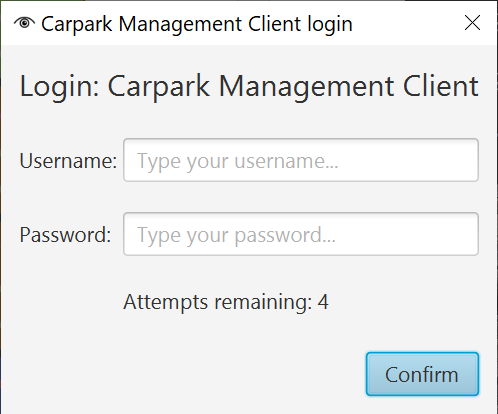 Carpark Management Client login
Login: Carpark Management Client
Username: Type your username...
Password: Type your password...
Attempts remaining: 4
Confirm